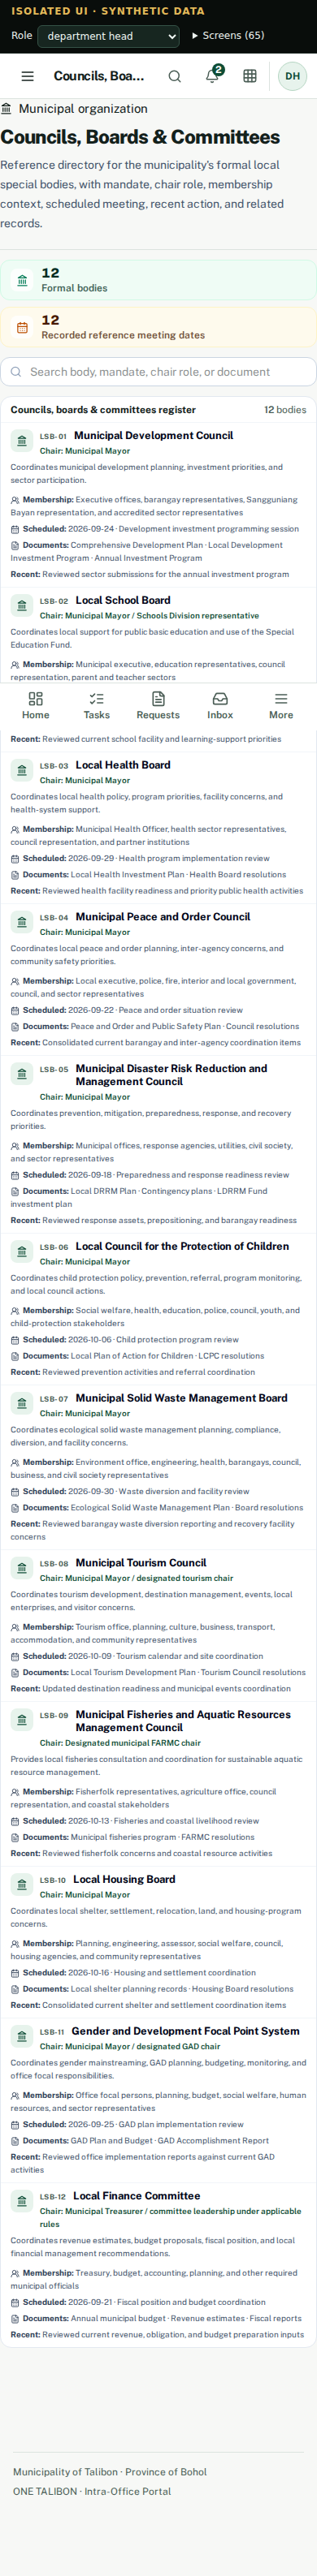 ISOLATED UI · SYNTHETIC DATA
Role department head ▶ Screens (65)
Councils, Boa... 2 DH
Municipal organization
Councils, Boards & Committees
Reference directory for the municipality's formal local
special bodies, with mandate, chair role, membership
context, scheduled meeting, recent action, and related
records.
12
Formal bodies
12
Recorded reference meeting dates
Search body, mandate, chair role, or document
Councils, boards & committees register 12 bodies
LSB-01 Municipal Development Council
Chair: Municipal Mayor
Coordinates municipal development planning, investment priorities, and
sector participation.
Membership: Executive offices, barangay representatives, Sangguniang
Bayan representation, and accredited sector representatives
Scheduled: 2026-09-24 · Development investment programming session
Documents: Comprehensive Development Plan · Local Development
Investment Program · Annual Investment Program
Recent: Reviewed sector submissions for the annual investment program
LSB-02 Local School Board
Chair: Municipal Mayor / Schools Division representative
Coordinates local support for public basic education and use of the Special
Education Fund.
Membership: Municipal executive, education representatives, council
representation, parent and teacher sectors
Home Tasks Requests Inbox More
Recent: Reviewed current school facility and learning-support priorities
LSB-03 Local Health Board
Chair: Municipal Mayor
Coordinates local health policy, program priorities, facility concerns, and
health-system support.
Membership: Municipal Health Officer, health sector representatives,
council representation, and partner institutions
Scheduled: 2026-09-29 · Health program implementation review
Documents: Local Health Investment Plan · Health Board resolutions
Recent: Reviewed health facility readiness and priority public health activities
LSB-04 Municipal Peace and Order Council
Chair: Municipal Mayor
Coordinates local peace and order planning, inter-agency concerns, and
community safety priorities.
Membership: Local executive, police, fire, interior and local government,
council, and sector representatives
Scheduled: 2026-09-22 · Peace and order situation review
Documents: Peace and Order and Public Safety Plan · Council resolutions
Recent: Consolidated current barangay and inter-agency coordination items
LSB-05 Municipal Disaster Risk Reduction and
Management Council
Chair: Municipal Mayor
Coordinates prevention, mitigation, preparedness, response, and recovery
priorities.
Membership: Municipal offices, response agencies, utilities, civil society,
and sector representatives
Scheduled: 2026-09-18 · Preparedness and response readiness review
Documents: Local DRRM Plan · Contingency plans · LDRRM Fund
investment plan
Recent: Reviewed response assets, prepositioning, and barangay readiness
LSB-06 Local Council for the Protection of Children
Chair: Municipal Mayor
Coordinates child protection policy, prevention, referral, program monitoring,
and local council actions.
Membership: Social welfare, health, education, police, council, youth, and
child-protection stakeholders
Scheduled: 2026-10-06 · Child protection program review
Documents: Local Plan of Action for Children · LCPC resolutions
Recent: Reviewed prevention activities and referral coordination
LSB-07 Municipal Solid Waste Management Board
Chair: Municipal Mayor
Coordinates ecological solid waste management planning, compliance,
diversion, and facility concerns.
Membership: Environment office, engineering, health, barangays, council,
business, and civil society representatives
Scheduled: 2026-09-30 · Waste diversion and facility review
Documents: Ecological Solid Waste Management Plan · Board resolutions
Recent: Reviewed barangay waste diversion reporting and recovery facility
concerns
LSB-08 Municipal Tourism Council
Chair: Municipal Mayor / designated tourism chair
Coordinates tourism development, destination management, events, local
enterprises, and visitor concerns.
Membership: Tourism office, planning, culture, business, transport,
accommodation, and community representatives
Scheduled: 2026-10-09 · Tourism calendar and site coordination
Documents: Local Tourism Development Plan · Tourism Council resolutions
Recent: Updated destination readiness and municipal events coordination
LSB-09 Municipal Fisheries and Aquatic Resources
Management Council
Chair: Designated municipal FARMC chair
Provides local fisheries consultation and coordination for sustainable aquatic
resource management.
Membership: Fisherfolk representatives, agriculture office, council
representation, and coastal stakeholders
Scheduled: 2026-10-13 · Fisheries and coastal livelihood review
Documents: Municipal fisheries program · FARMC resolutions
Recent: Reviewed fisherfolk concerns and coastal resource activities
LSB-10 Local Housing Board
Chair: Municipal Mayor
Coordinates local shelter, settlement, relocation, land, and housing-program
concerns.
Membership: Planning, engineering, assessor, social welfare, council,
housing agencies, and community representatives
Scheduled: 2026-10-16 · Housing and settlement coordination
Documents: Local shelter planning records · Housing Board resolutions
Recent: Consolidated current shelter and settlement coordination items
LSB-11 Gender and Development Focal Point System
Chair: Municipal Mayor / designated GAD chair
Coordinates gender mainstreaming, GAD planning, budgeting, monitoring, and
office focal responsibilities.
Membership: Office focal persons, planning, budget, social welfare, human
resources, and sector representatives
Scheduled: 2026-09-25 · GAD plan implementation review
Documents: GAD Plan and Budget · GAD Accomplishment Report
Recent: Reviewed office implementation reports against current GAD
activities
LSB-12 Local Finance Committee
Chair: Municipal Treasurer / committee leadership under applicable
rules
Coordinates revenue estimates, budget proposals, fiscal position, and local
financial management recommendations.
Membership: Treasury, budget, accounting, planning, and other required
municipal officials
Scheduled: 2026-09-21 · Fiscal position and budget coordination
Documents: Annual municipal budget · Revenue estimates · Fiscal reports
Recent: Reviewed current revenue, obligation, and budget preparation inputs
Municipality of Talibon · Province of Bohol
ONE TALIBON · Intra-Office Portal